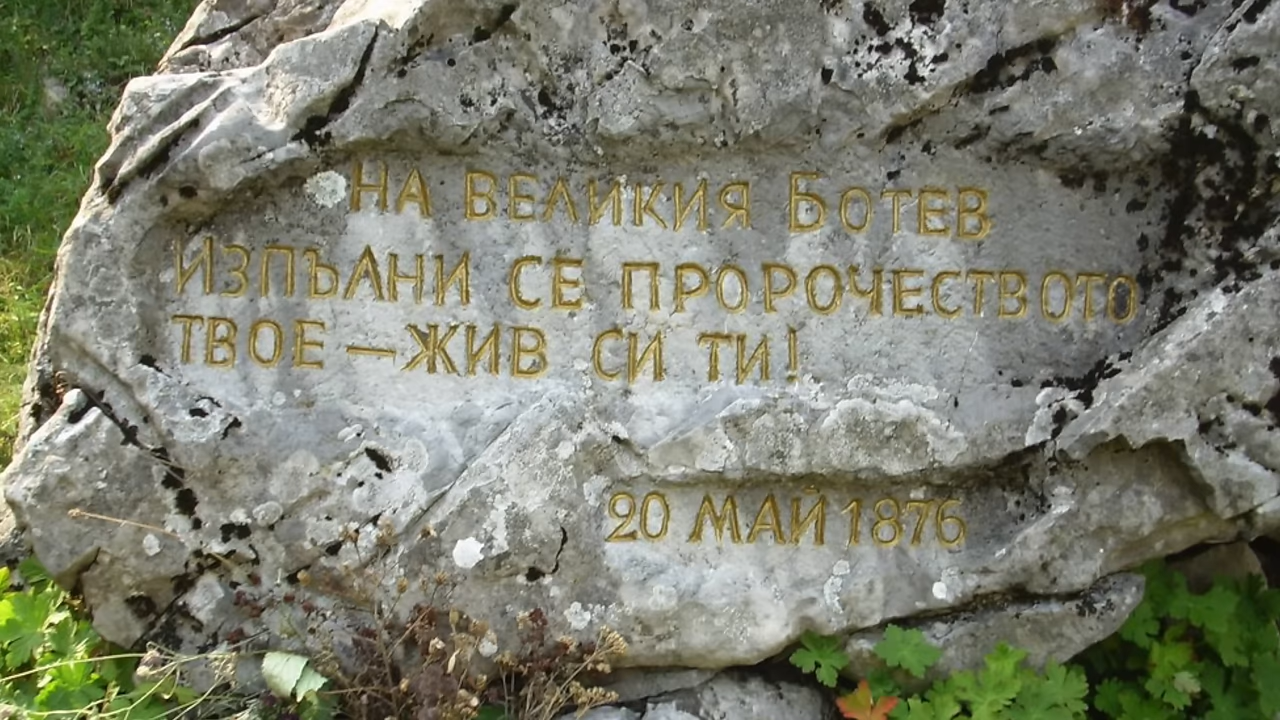 НА ВЕЛИКИЯ БОТЕВ
ИЗПЪЛНИ СЕ ПРОРОЧЕСТВОТО
ТВОЕ – ЖИВ СИ ТИ!
20 МАЙ 1876